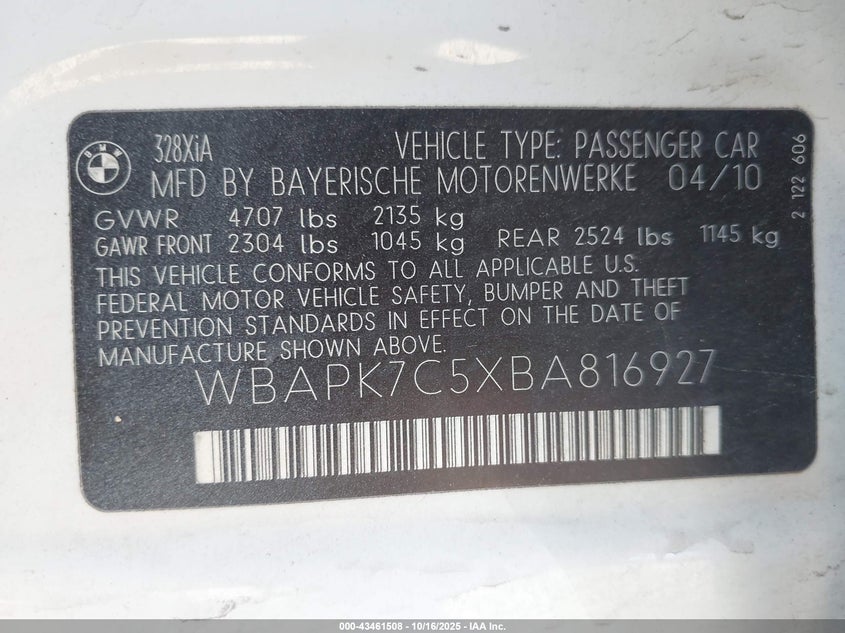 BMW
328XiA VEHICLE TYPE: PASSENGER CAR
MFD BY BAYERISCHE MOTORENWERKE 04/10
GVWR 4707 lbs 2135 kg
GAWR FRONT 2304 lbs 1045 kg REAR 2524 lbs 1145 kg
THIS VEHICLE CONFORMS TO ALL APPLICABLE U.S.
FEDERAL MOTOR VEHICLE SAFETY, BUMPER AND THEFT
PREVENTION STANDARDS IN EFFECT ON THE DATE OF
MANUFACTURE SHOWN ABOVE.
WBAPK7C5XBA816927
2 122 606
000-43461508 - 10/16/2025 - IAA Inc.